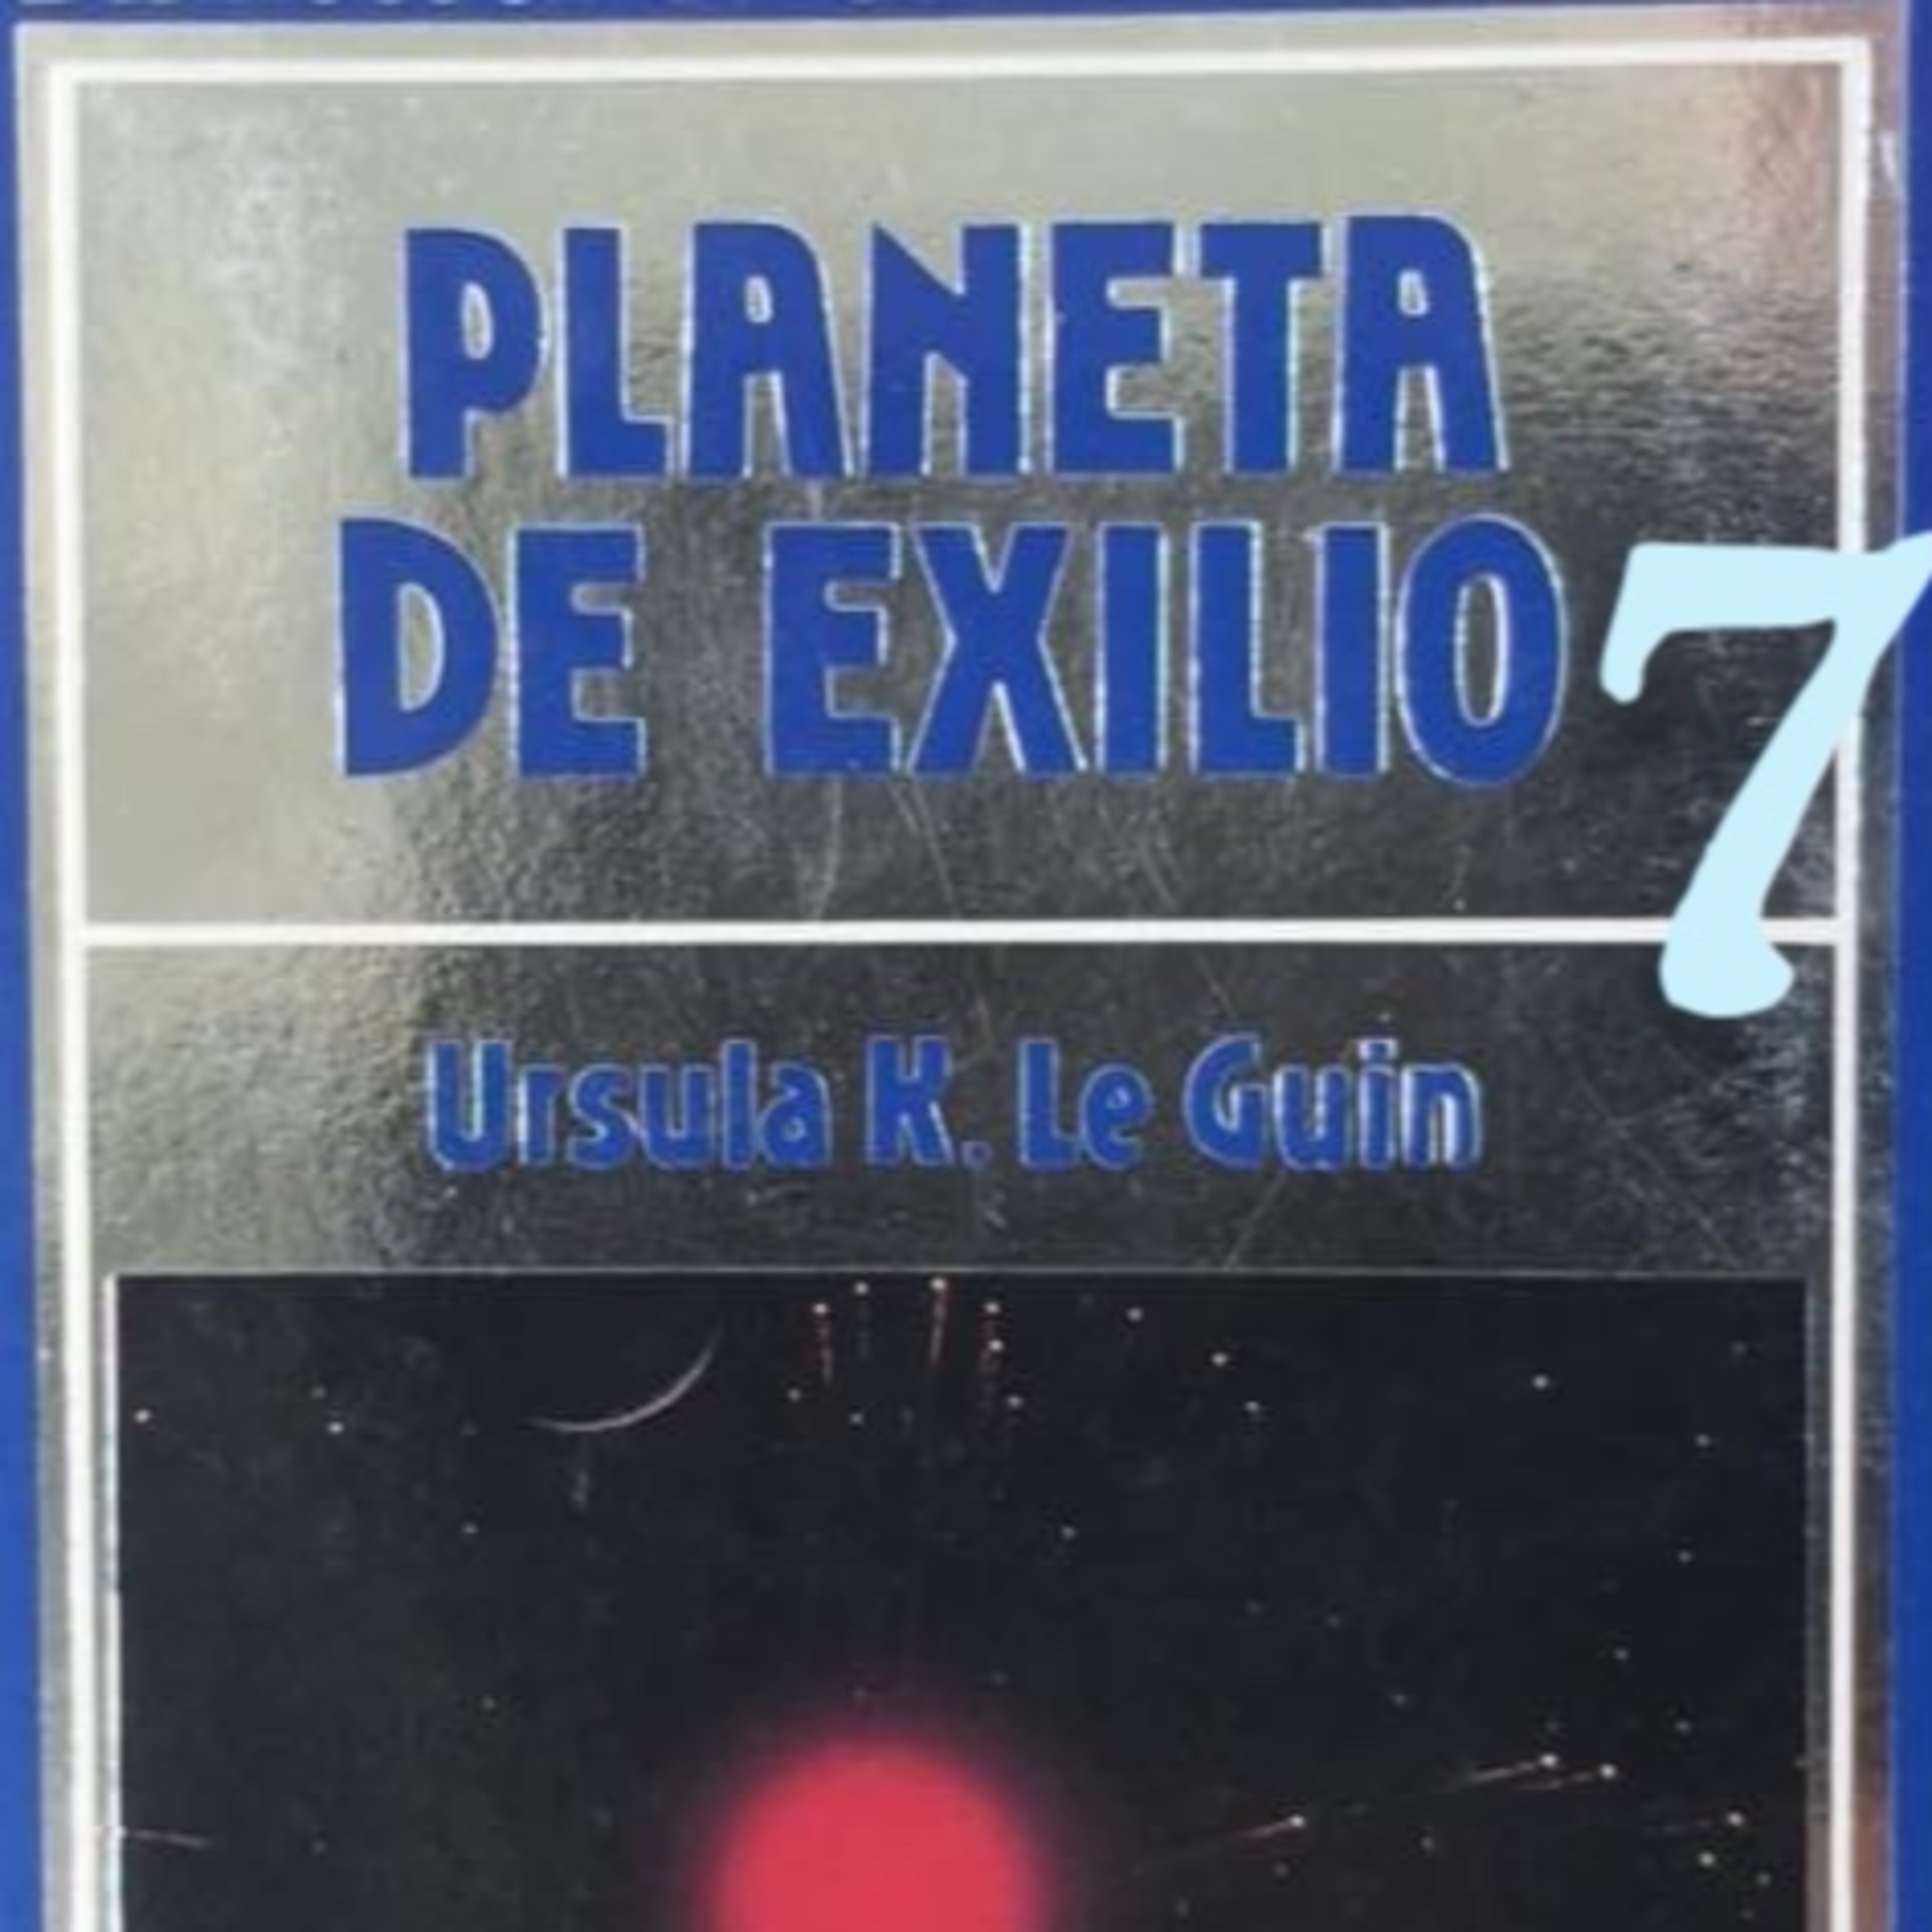 PLANETA
DE EXILIO
7
Ursula K. Le Guin